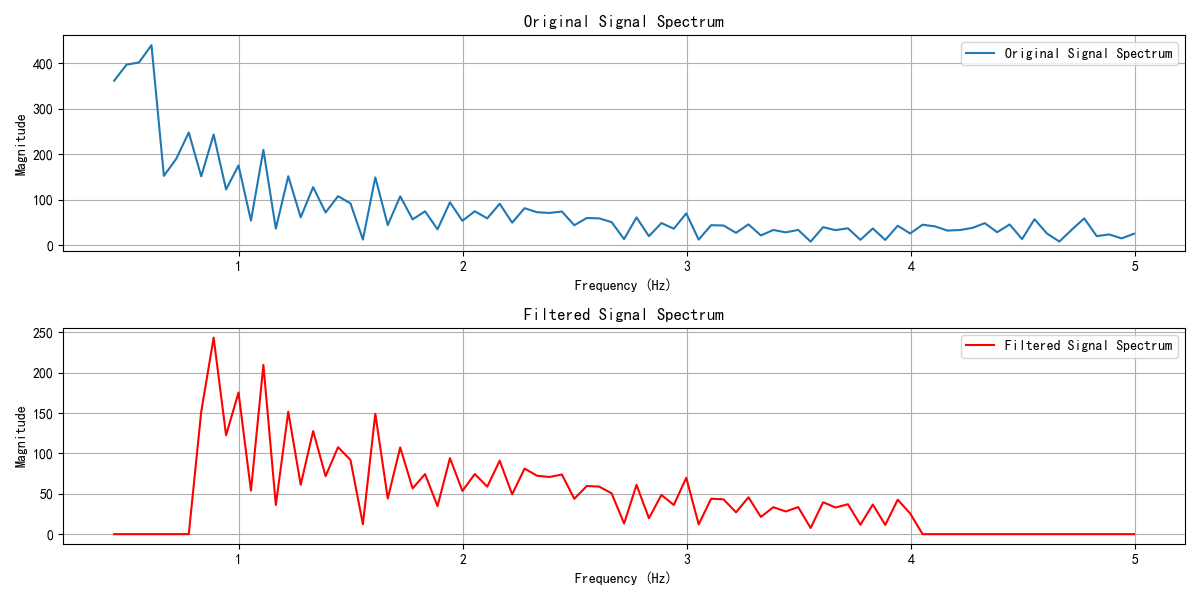 Original Signal Spectrum
Original Signal Spectrum
400
300
200
100
0
Magnitude
1 2 3 4 5
Frequency (Hz)
Filtered Signal Spectrum
Filtered Signal Spectrum
250
200
150
100
50
0
Magnitude
1 2 3 4 5
Frequency (Hz)